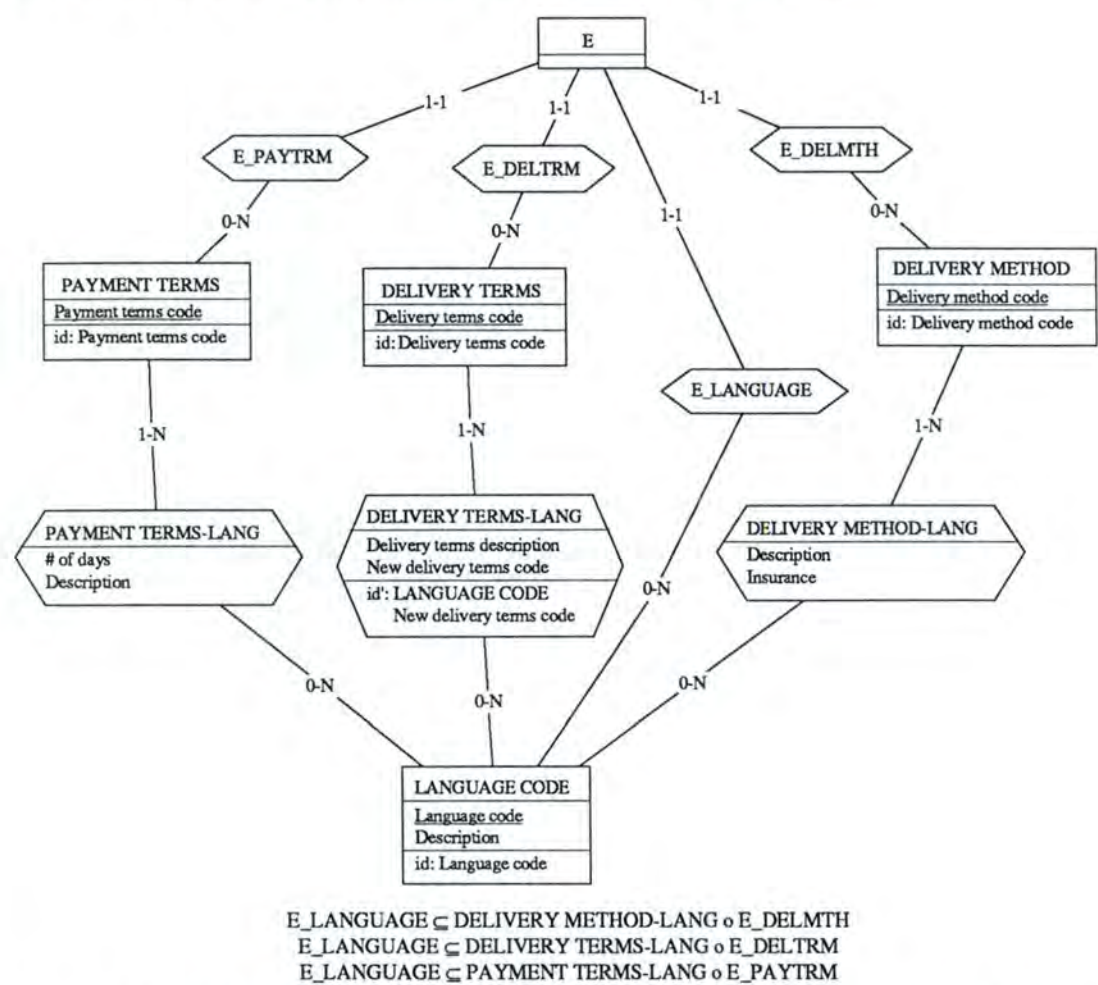 E
1-1
1-1
1-1
E_PAYTRM
E_DELTRM
E_DELMTH
1-1
0-N
0-N
0-N
PAYMENT TERMS
Payment terms code
id: Payment terms code
DELIVERY TERMS
Delivery terms code
id: Delivery terms code
DELIVERY METHOD
Delivery method code
id: Delivery method code
E_LANGUAGE
1-N
1-N
1-N
PAYMENT TERMS-LANG
# of days
Description
DELIVERY TERMS-LANG
Delivery terms description
New delivery terms code
id': LANGUAGE CODE
New delivery terms code
DELIVERY METHOD-LANG
Description
Insurance
0-N
0-N
0-N
0-N
LANGUAGE CODE
Language code
Description
id: Language code
E_LANGUAGE ⊆ DELIVERY METHOD-LANG o E_DELMTH
E_LANGUAGE ⊆ DELIVERY TERMS-LANG o E_DELTRM
E_LANGUAGE ⊆ PAYMENT TERMS-LANG o E_PAYTRM